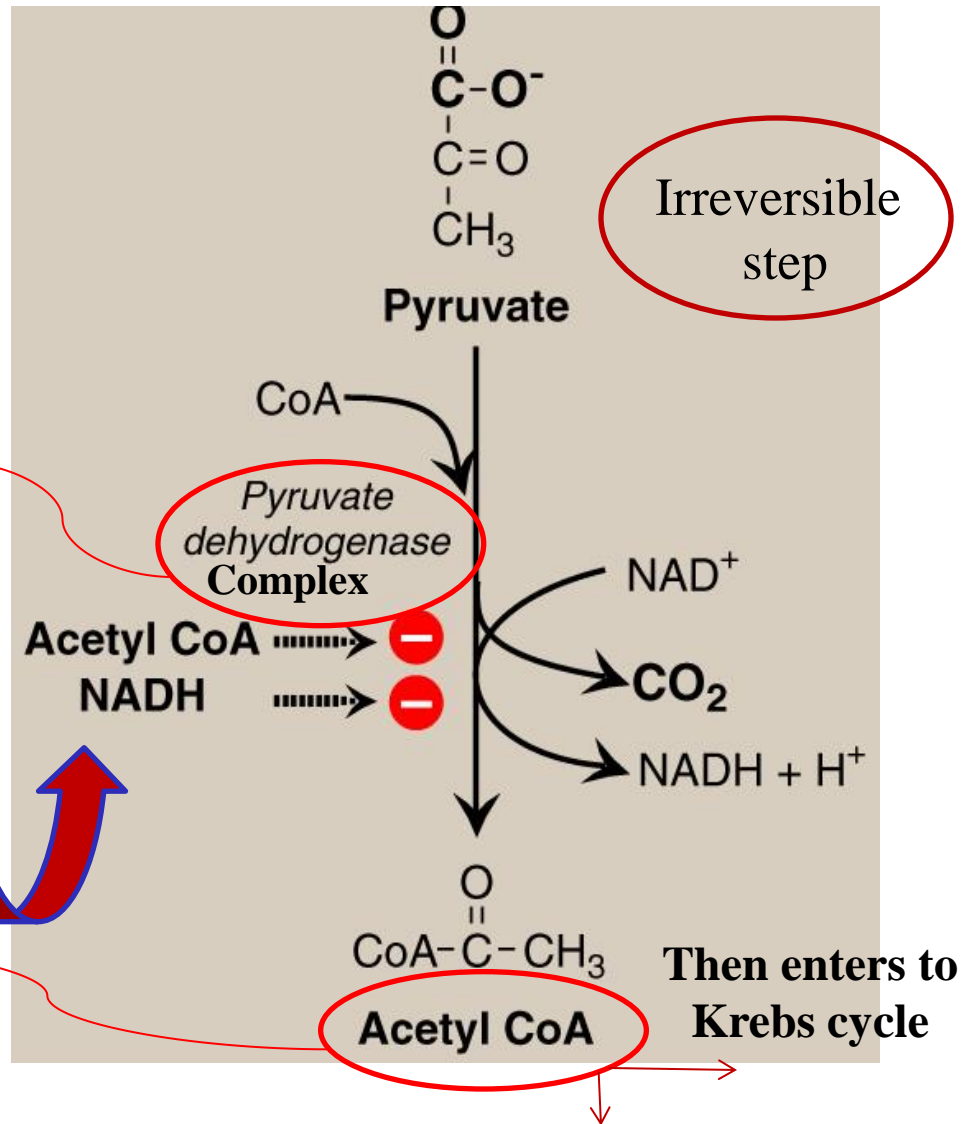 O
C-O⁻
C=O
CH₃
Irreversible
step
Pyruvate
CoA
Pyruvate
dehydrogenase
Complex
NAD⁺
Acetyl CoA
NADH
CO₂
NADH + H⁺
O
CoA-C-CH₃
Then enters to
Krebs cycle
Acetyl CoA